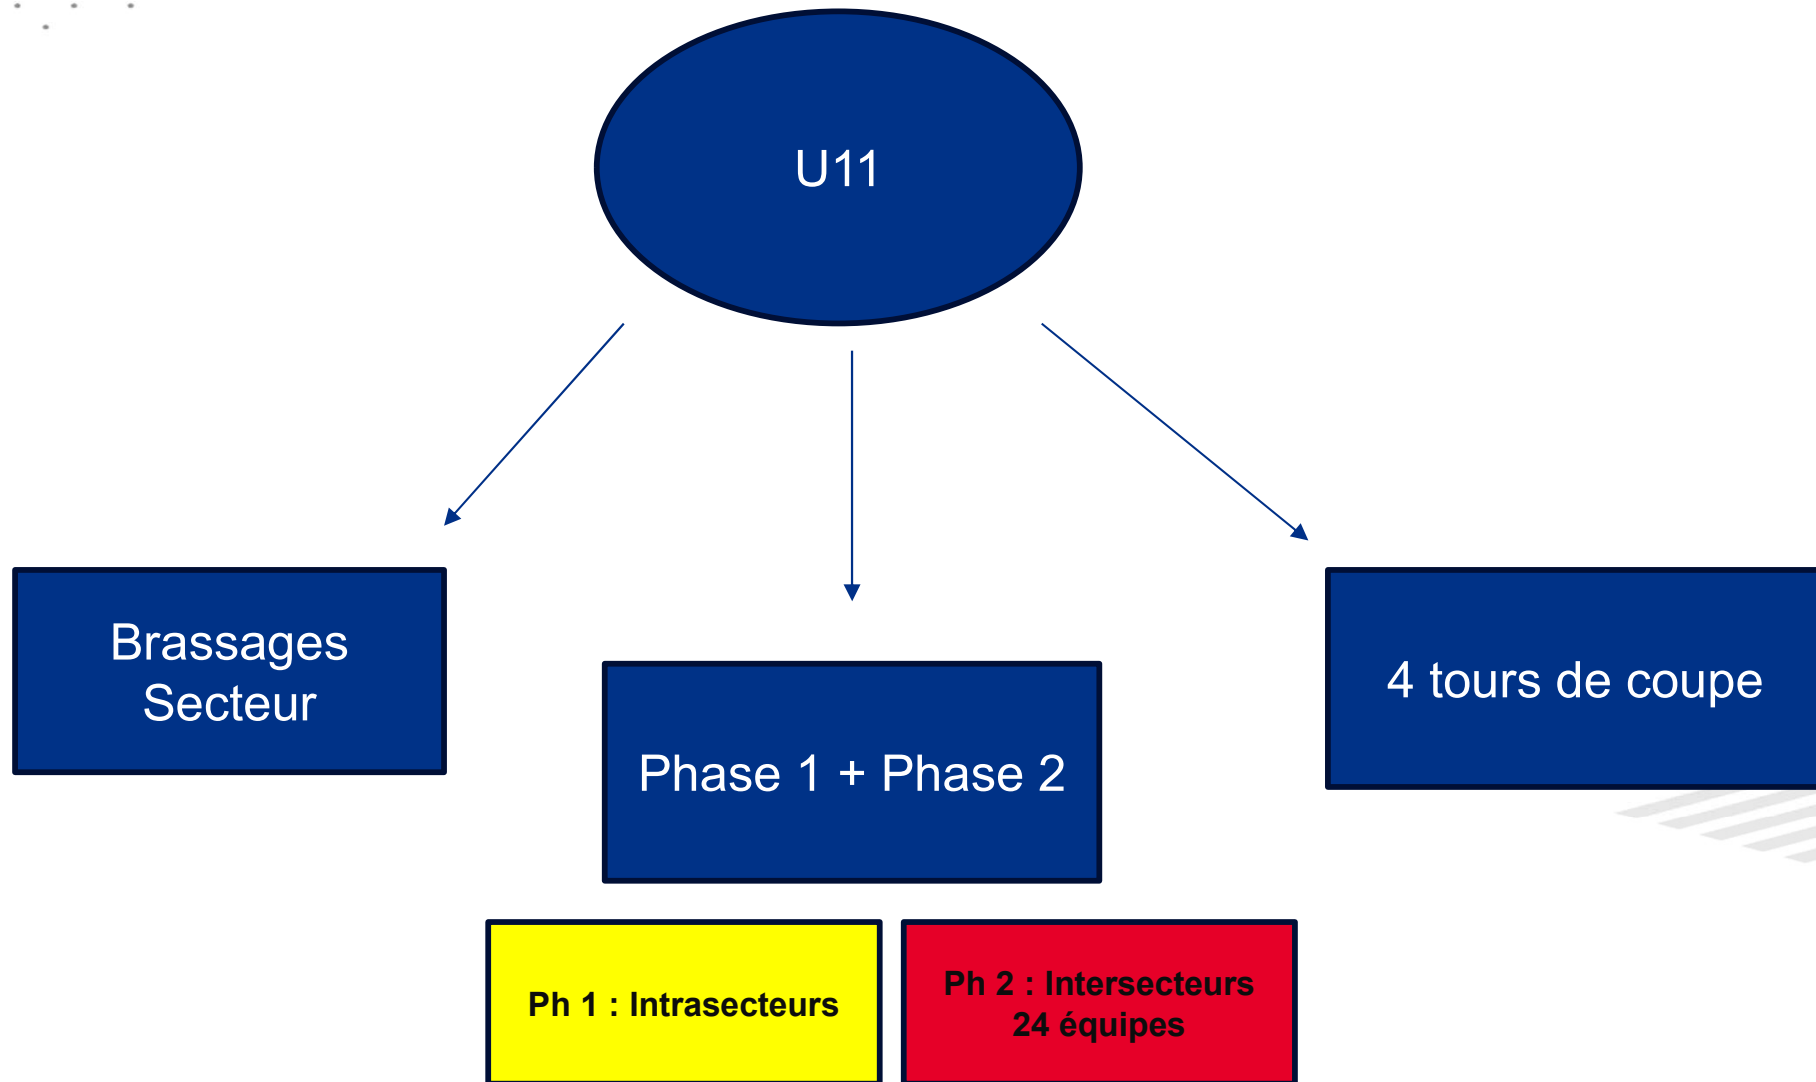 U11
Brassages
Secteur
Phase 1 + Phase 2
4 tours de coupe
Ph 1 : Intrasecteurs
Ph 2 : Intersecteurs
24 équipes